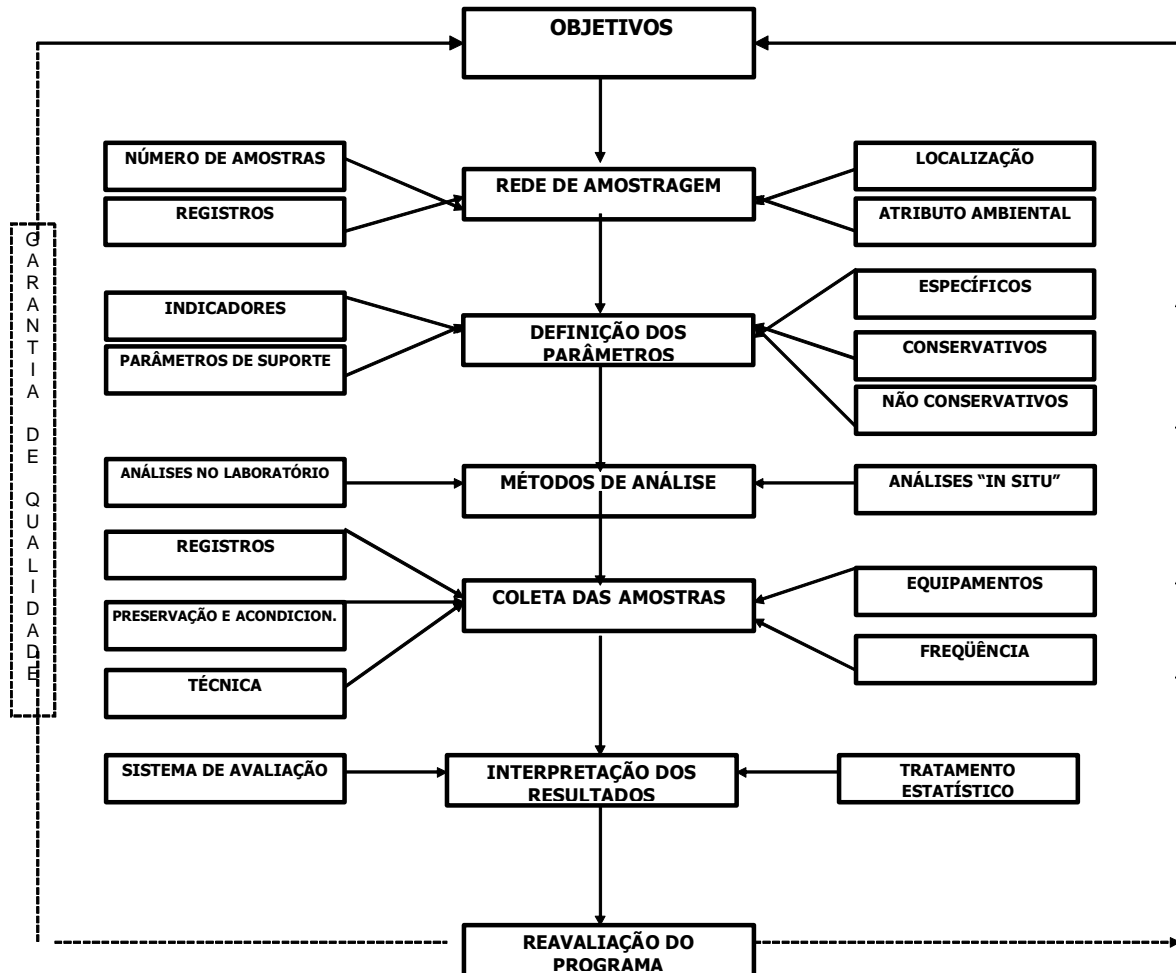 OBJETIVOS
NÚMERO DE AMOSTRAS
LOCALIZAÇÃO
REDE DE AMOSTRAGEM
REGISTROS
ATRIBUTO AMBIENTAL
GARANTIA DE QUALIDADE
ESPECÍFICOS
INDICADORES
DEFINIÇÃO DOS
PARÂMETROS
CONSERVATIVOS
PARÂMETROS DE SUPORTE
NÃO CONSERVATIVOS
ANÁLISES NO LABORATÓRIO
MÉTODOS DE ANÁLISE
ANÁLISES “IN SITU”
REGISTROS
COLETA DAS AMOSTRAS
EQUIPAMENTOS
PRESERVAÇÃO E ACONDICION.
FREQÜÊNCIA
TÉCNICA
SISTEMA DE AVALIAÇÃO
INTERPRETAÇÃO DOS
RESULTADOS
TRATAMENTO
ESTATÍSTICO
REAVALIAÇÃO DO
PROGRAMA